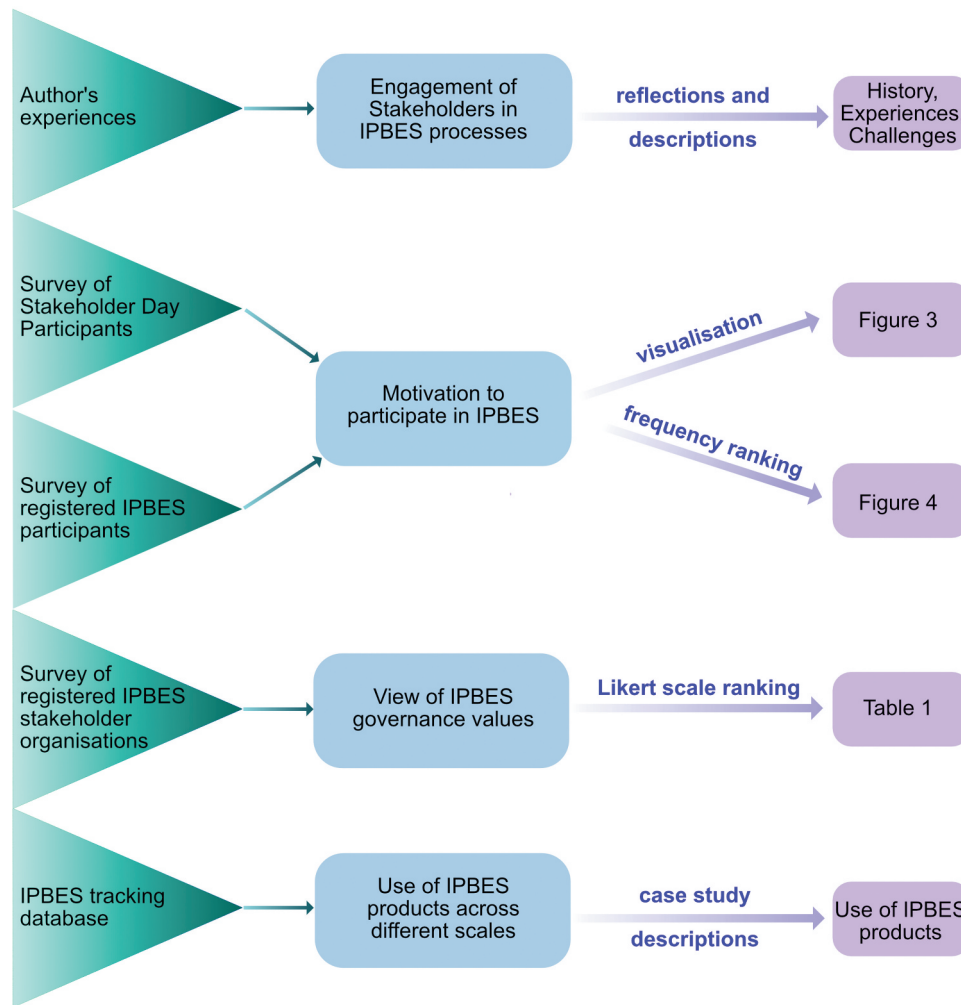 Author's
experiences
Engagement of
Stakeholders in
IPBES processes
reflections and
descriptions
History,
Experiences
Challenges
Survey of
Stakeholder Day
Participants
Survey of
registered IPBES
participants
Motivation to
participate in IPBES
visualisation
Figure 3
frequency ranking
Figure 4
Survey of
registered IPBES
stakeholder
organisations
View of IPBES
governance values
Likert scale ranking
Table 1
IPBES tracking
database
Use of IPBES
products across
different scales
case study
descriptions
Use of IPBES
products